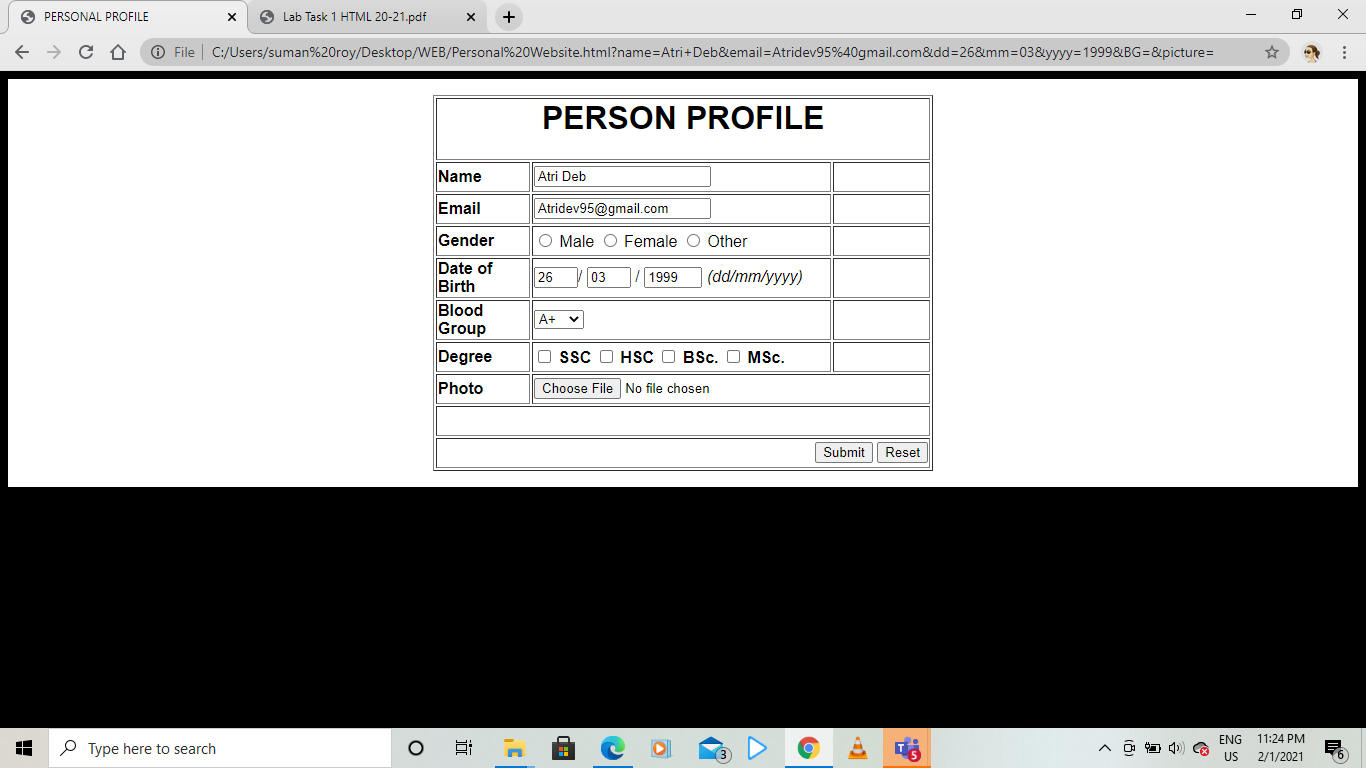 PERSONAL PROFILE
Lab Task 1 HTML 20-21.pdf
File
C:/Users/suman%20roy/Desktop/WEB/Personal%20Website.html?name=Atri+Deb&email=Atridev95%40gmail.com&dd=26&mm=03&yyyy=1999&BG=&picture=
PERSON PROFILE
Name Atri Deb
Email Atridev95@gmail.com
Gender Male Female Other
Date of
Birth 26/ 03 / 1999 (dd/mm/yyyy)
Blood
Group A+
Degree SSC HSC BSc. MSc.
Photo Choose File No file chosen
Submit Reset
Type here to search
3
T 5
ENG
US
11:24 PM
2/1/2021
6